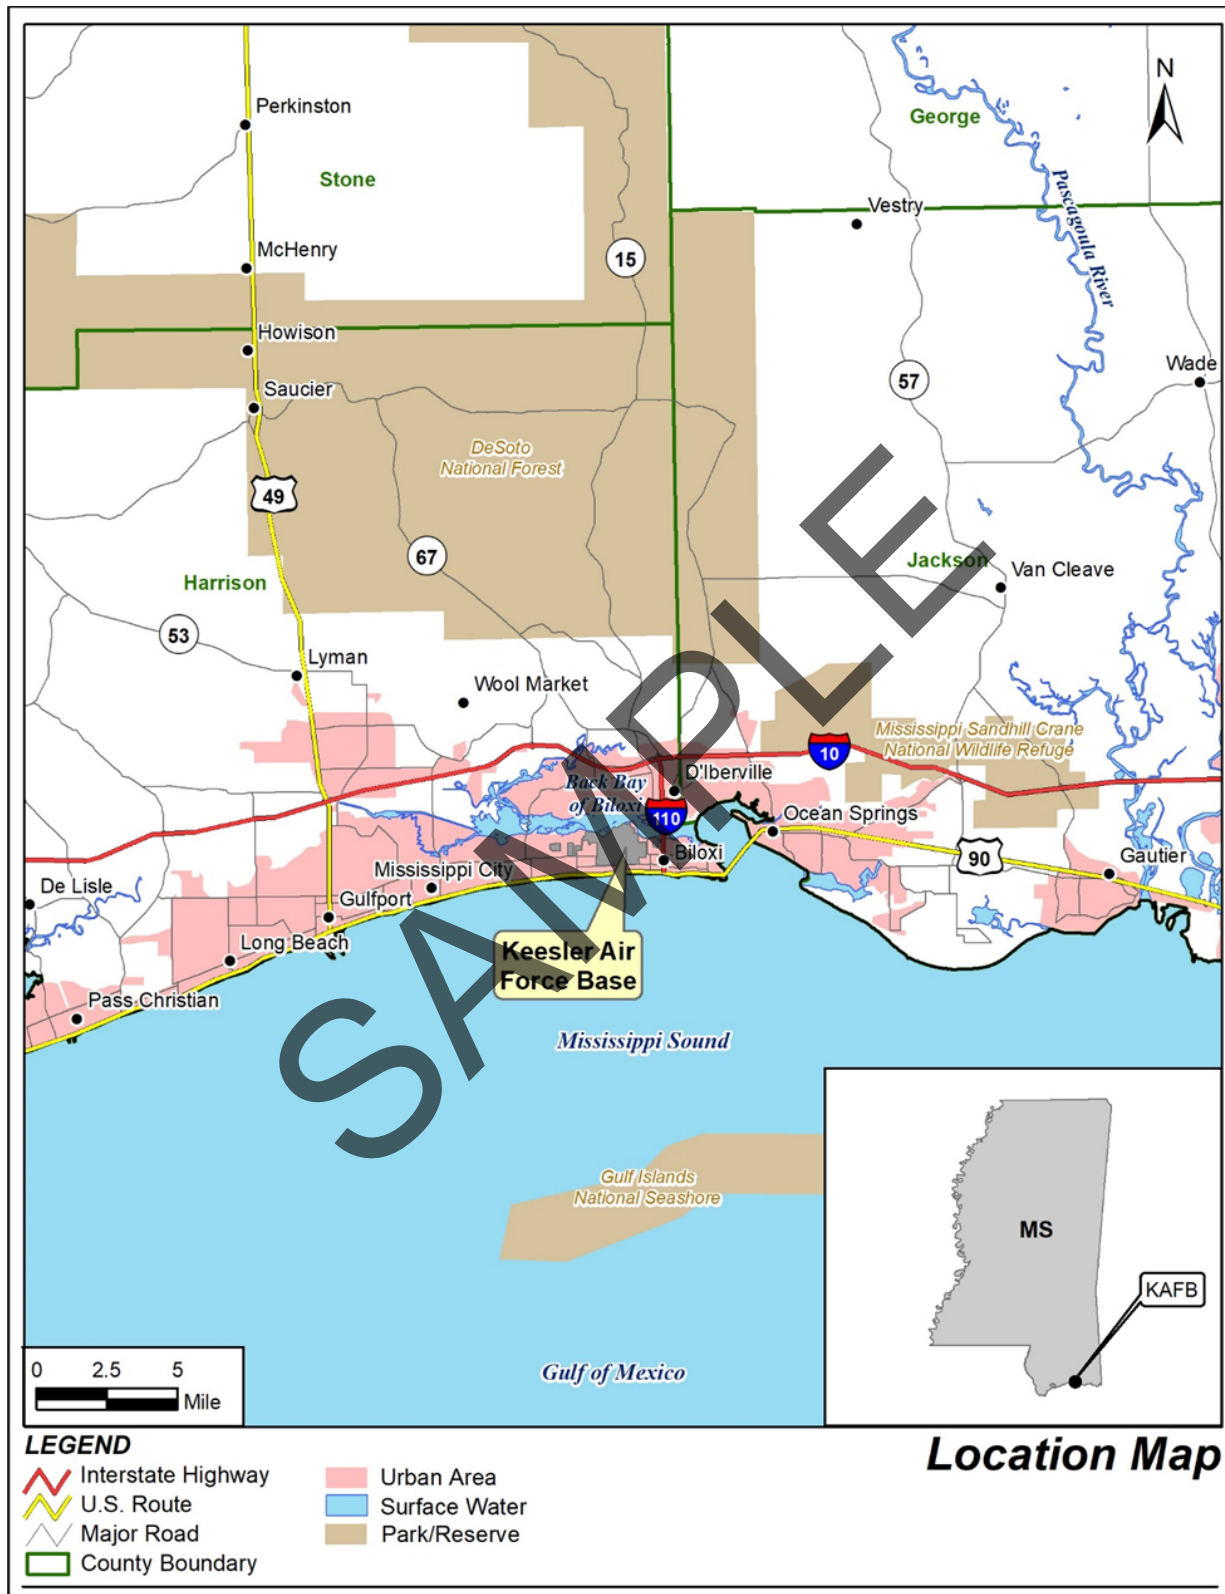 N
Perkinston
George
Stone
Pascagoula River
Vestry
McHenry
15
Howison
Wade
57
Saucier
DeSoto
National Forest
49
67
Jackson
Van Cleave
Harrison
53
Lyman
Wool Market
Mississippi Sandhill Crane
National Wildlife Refuge
10
D'Iberville
Back Bay
of Biloxi
110
Ocean Springs
90
Biloxi
Gautier
Mississippi City
De Lisle
Gulfport
Long Beach
Keesler Air
Force Base
Pass Christian
Mississippi Sound
SAMPLE
Gulf Islands
National Seashore
MS
KAFB
0 2.5 5
Mile
Gulf of Mexico
LEGEND
Interstate Highway
U.S. Route
Major Road
County Boundary
Urban Area
Surface Water
Park/Reserve
Location Map